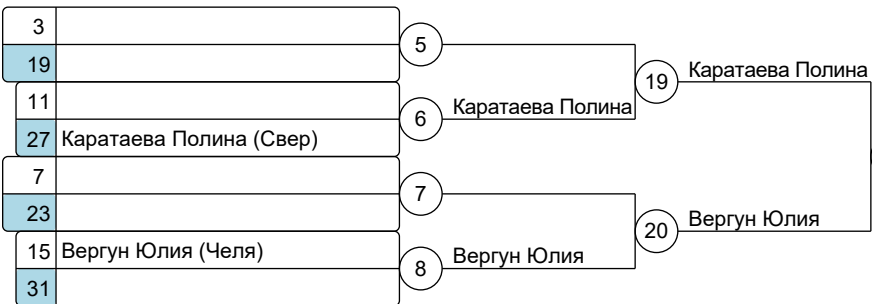 3
5
19
19 Каратаева Полина
11
6 Каратаева Полина
27 Каратаева Полина (Свер)
7
7
23
20 Вергун Юлия
15 Вергун Юлия (Челя)
8 Вергун Юлия
31